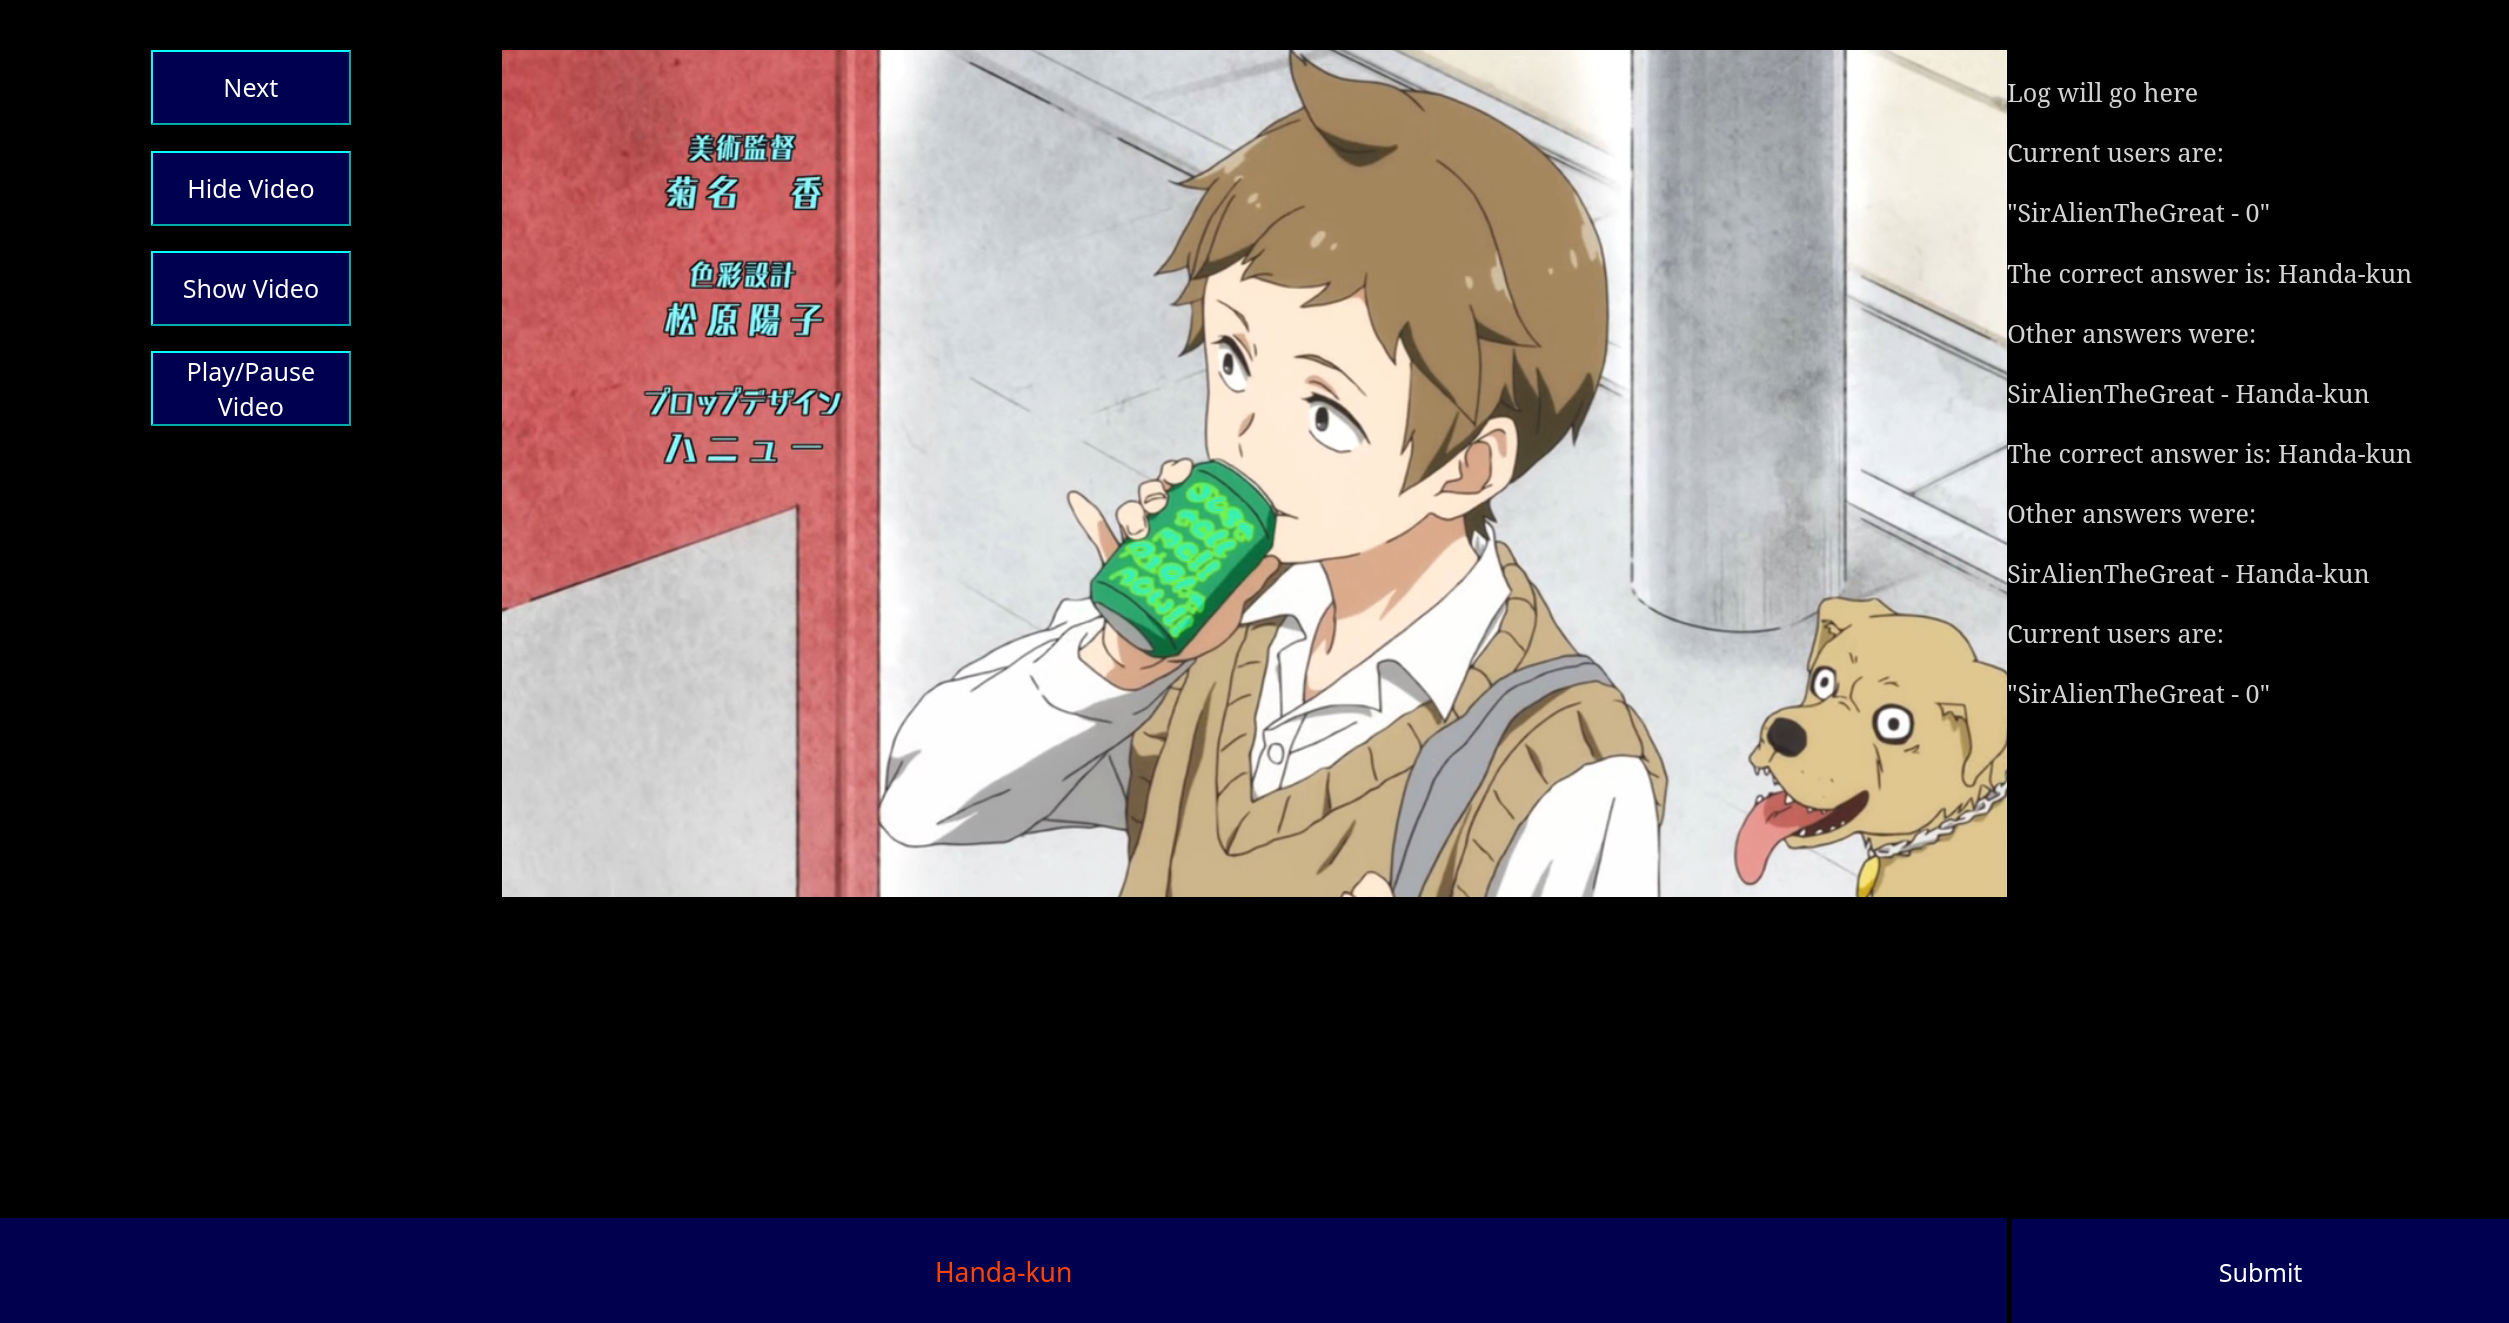 Next
Hide Video
Show Video
Play/Pause
Video
美術監督
菊名 香
色彩設計
松原陽子
プロップデザイン
ハニュー
Log will go here
Current users are:
"SirAlienTheGreat - 0"
The correct answer is: Handa-kun
Other answers were:
SirAlienTheGreat - Handa-kun
The correct answer is: Handa-kun
Other answers were:
SirAlienTheGreat - Handa-kun
Current users are:
"SirAlienTheGreat - 0"
Handa-kun
Submit